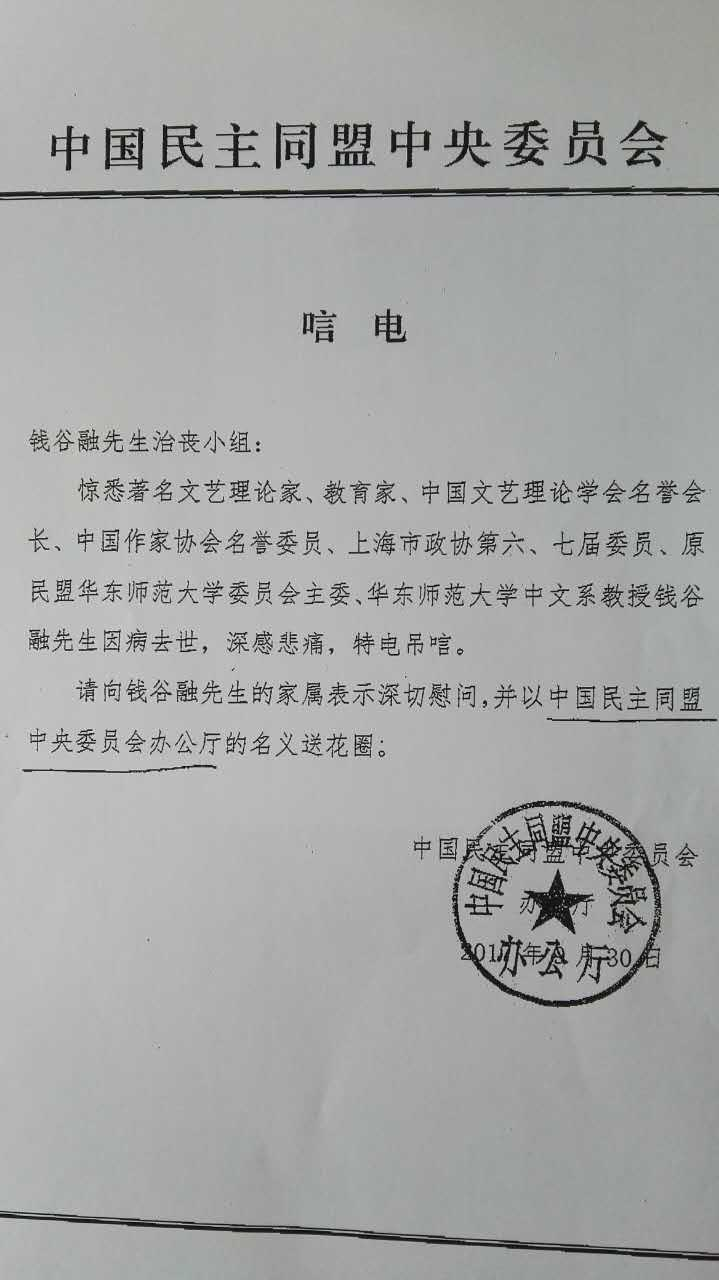 中国民主同盟中央委员会
唁 电
钱谷融先生治丧小组：
惊悉著名文艺理论家、教育家、中国文艺理论学会名誉会
长、中国作家协会名誉委员、上海市政协第六、七届委员、原
民盟华东师范大学委员会主委、华东师范大学中文系教授钱谷
融先生因病去世，深感悲痛，特电吊唁。
请向钱谷融先生的家属表示深切慰问，并以中国民主同盟
中央委员会办公厅的名义送花圈。
中国民主同盟中央委员会
办公厅
2017年9月30日
中国民主同盟中央委员会
办公厅